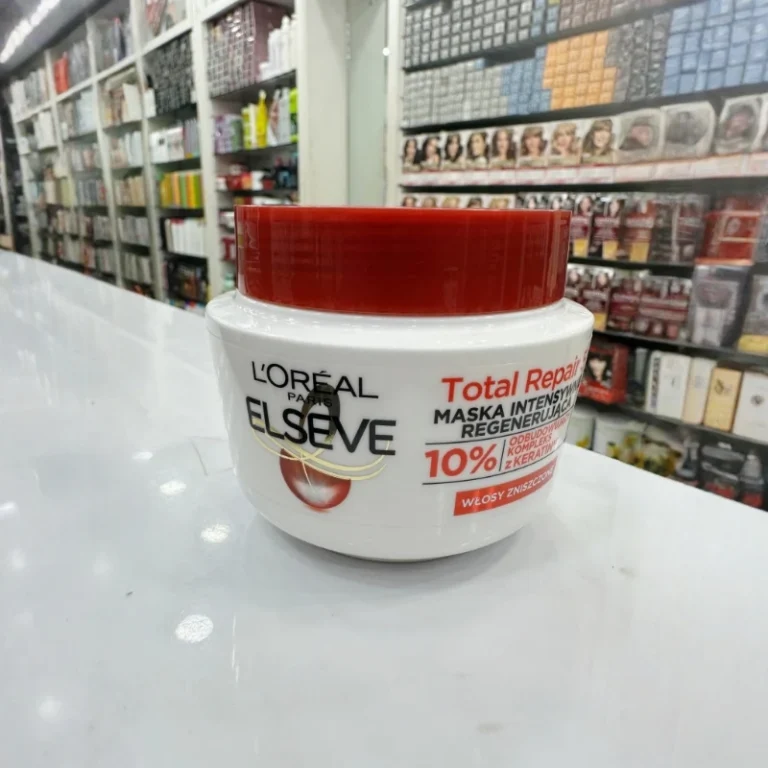 L'ORÉAL
PARIS
ELSEVE
Total Repair
MASKA INTENSYWNIE
REGENERUJĄCA
10%
ODBUDOWUJĄCY
KOMPLEKS
z KERATYNĄ
WŁOSY ZNISZCZONE